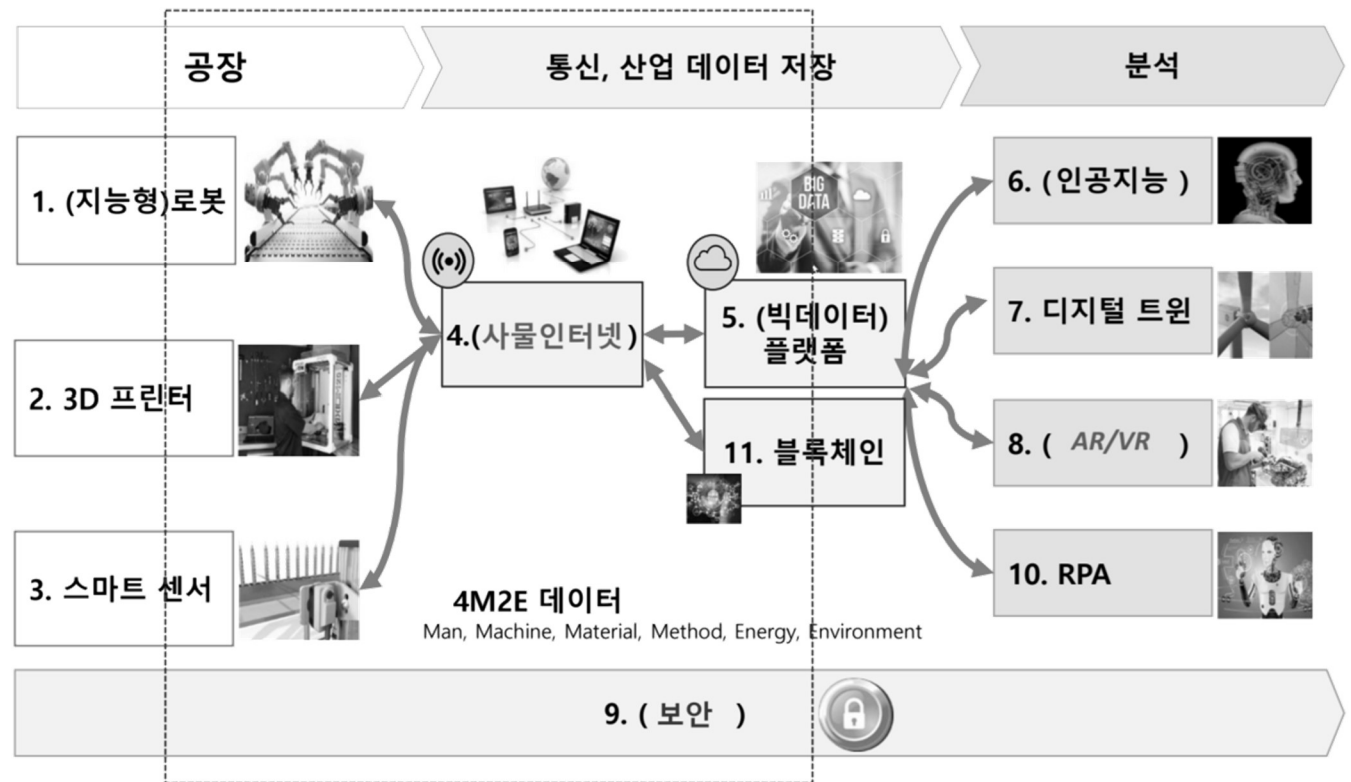 공장
통신, 산업 데이터 저장
분석
1. (지능형)로봇
6. (인공지능 )
BIG
DATA
7. 디지털 트윈
4.(사물인터넷)
5. (빅데이터)
플랫폼
2. 3D 프린터
8. ( AR/VR )
11. 블록체인
3. 스마트 센서
10. RPA
4M2E 데이터
Man, Machine, Material, Method, Energy, Environment
9. ( 보안 )